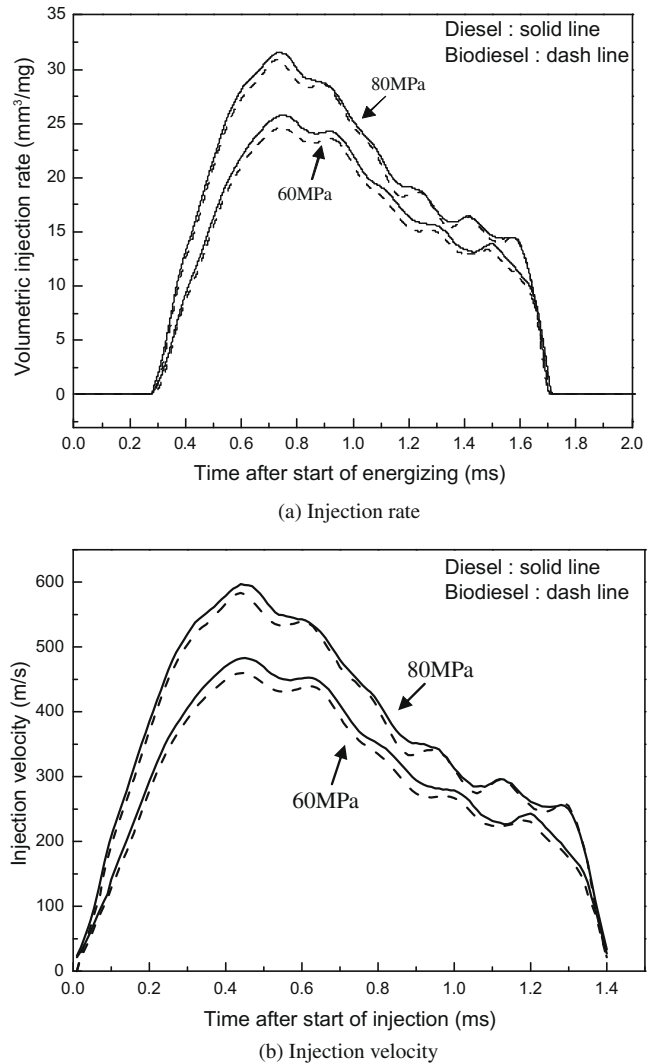 35
30
25
20
15
10
5
0
Volumetric injection rate (mm³/mg)
Diesel : solid line
Biodiesel : dash line
80MPa
60MPa
0.0 0.2 0.4 0.6 0.8 1.0 1.2 1.4 1.6 1.8 2.0
Time after start of energizing (ms)
(a) Injection rate
600
500
400
300
200
100
0
Injection velocity (m/s)
Diesel : solid line
Biodiesel : dash line
80MPa
60MPa
0.0 0.2 0.4 0.6 0.8 1.0 1.2 1.4
Time after start of injection (ms)
(b) Injection velocity